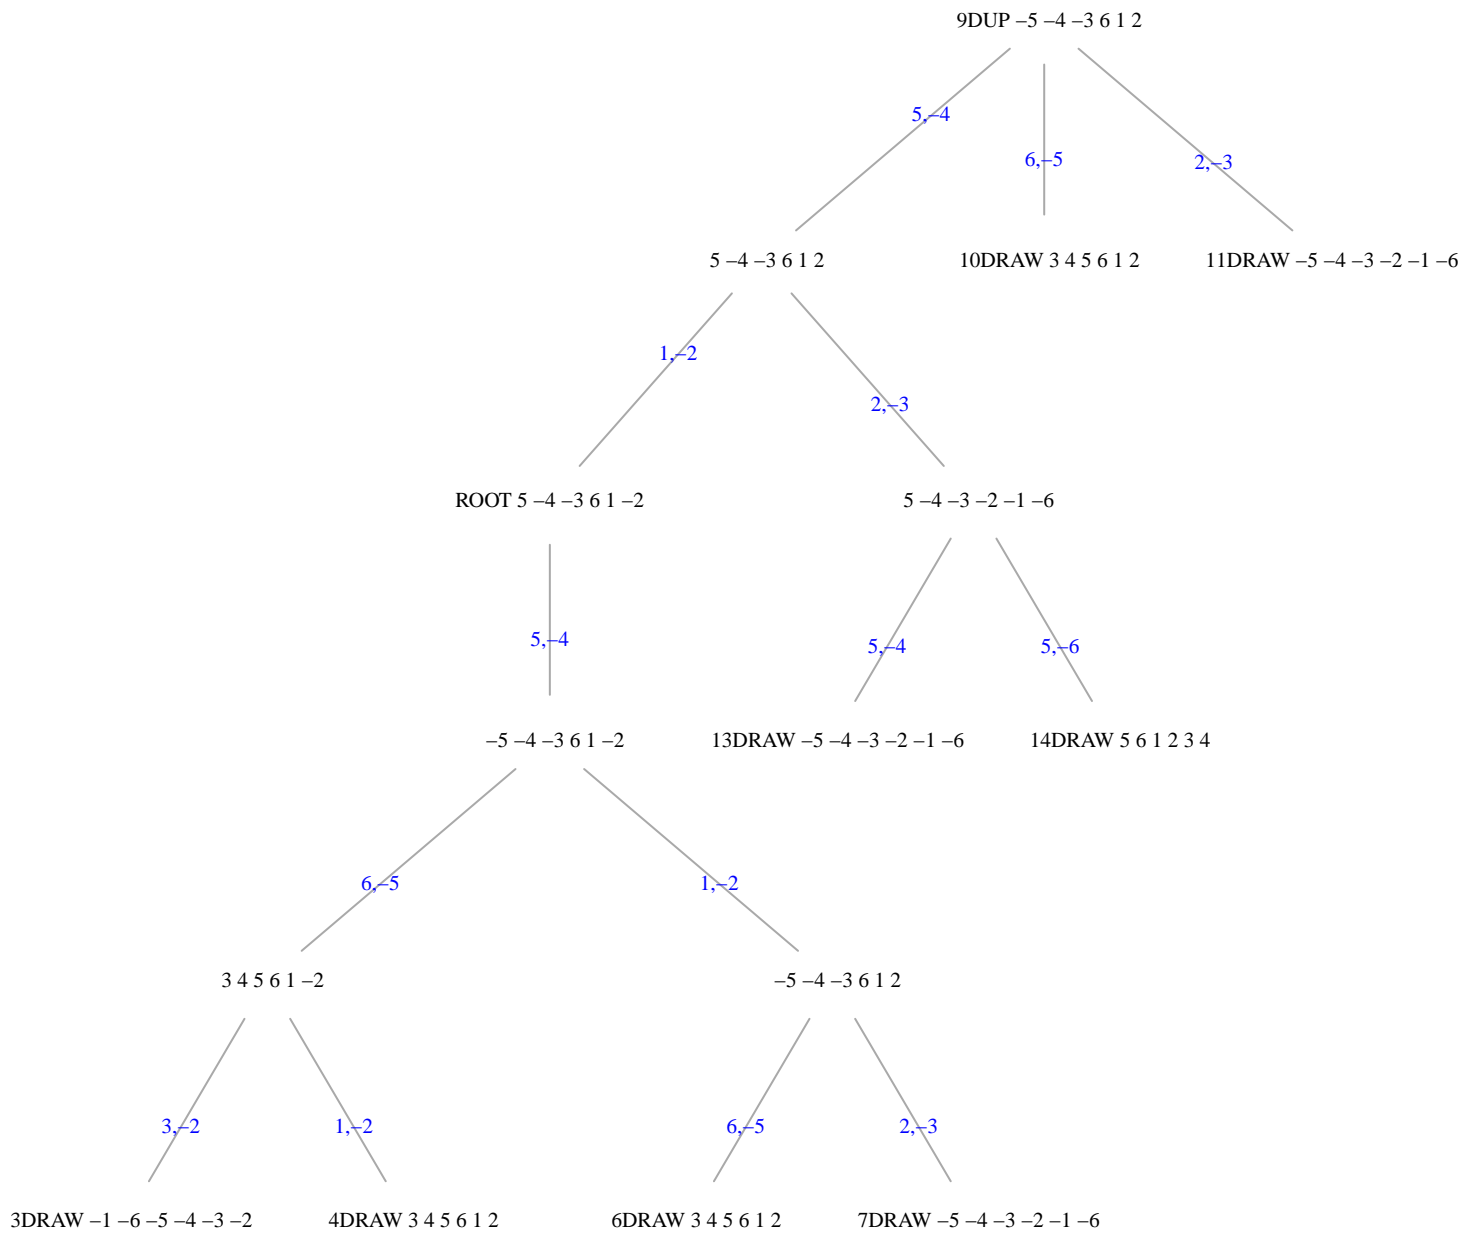 9DUP –5 –4 –3 6 1 2
5,–4
6,–5
2,–3
5 –4 –3 6 1 2
10DRAW 3 4 5 6 1 2
11DRAW –5 –4 –3 –2 –1 –6
1,–2
2,–3
ROOT 5 –4 –3 6 1 –2
5 –4 –3 –2 –1 –6
5,–4
5,–4
5,–6
–5 –4 –3 6 1 –2
13DRAW –5 –4 –3 –2 –1 –6
14DRAW 5 6 1 2 3 4
6,–5
1,–2
3 4 5 6 1 –2
–5 –4 –3 6 1 2
3,–2
1,–2
6,–5
2,–3
3DRAW –1 –6 –5 –4 –3 –2
4DRAW 3 4 5 6 1 2
6DRAW 3 4 5 6 1 2
7DRAW –5 –4 –3 –2 –1 –6